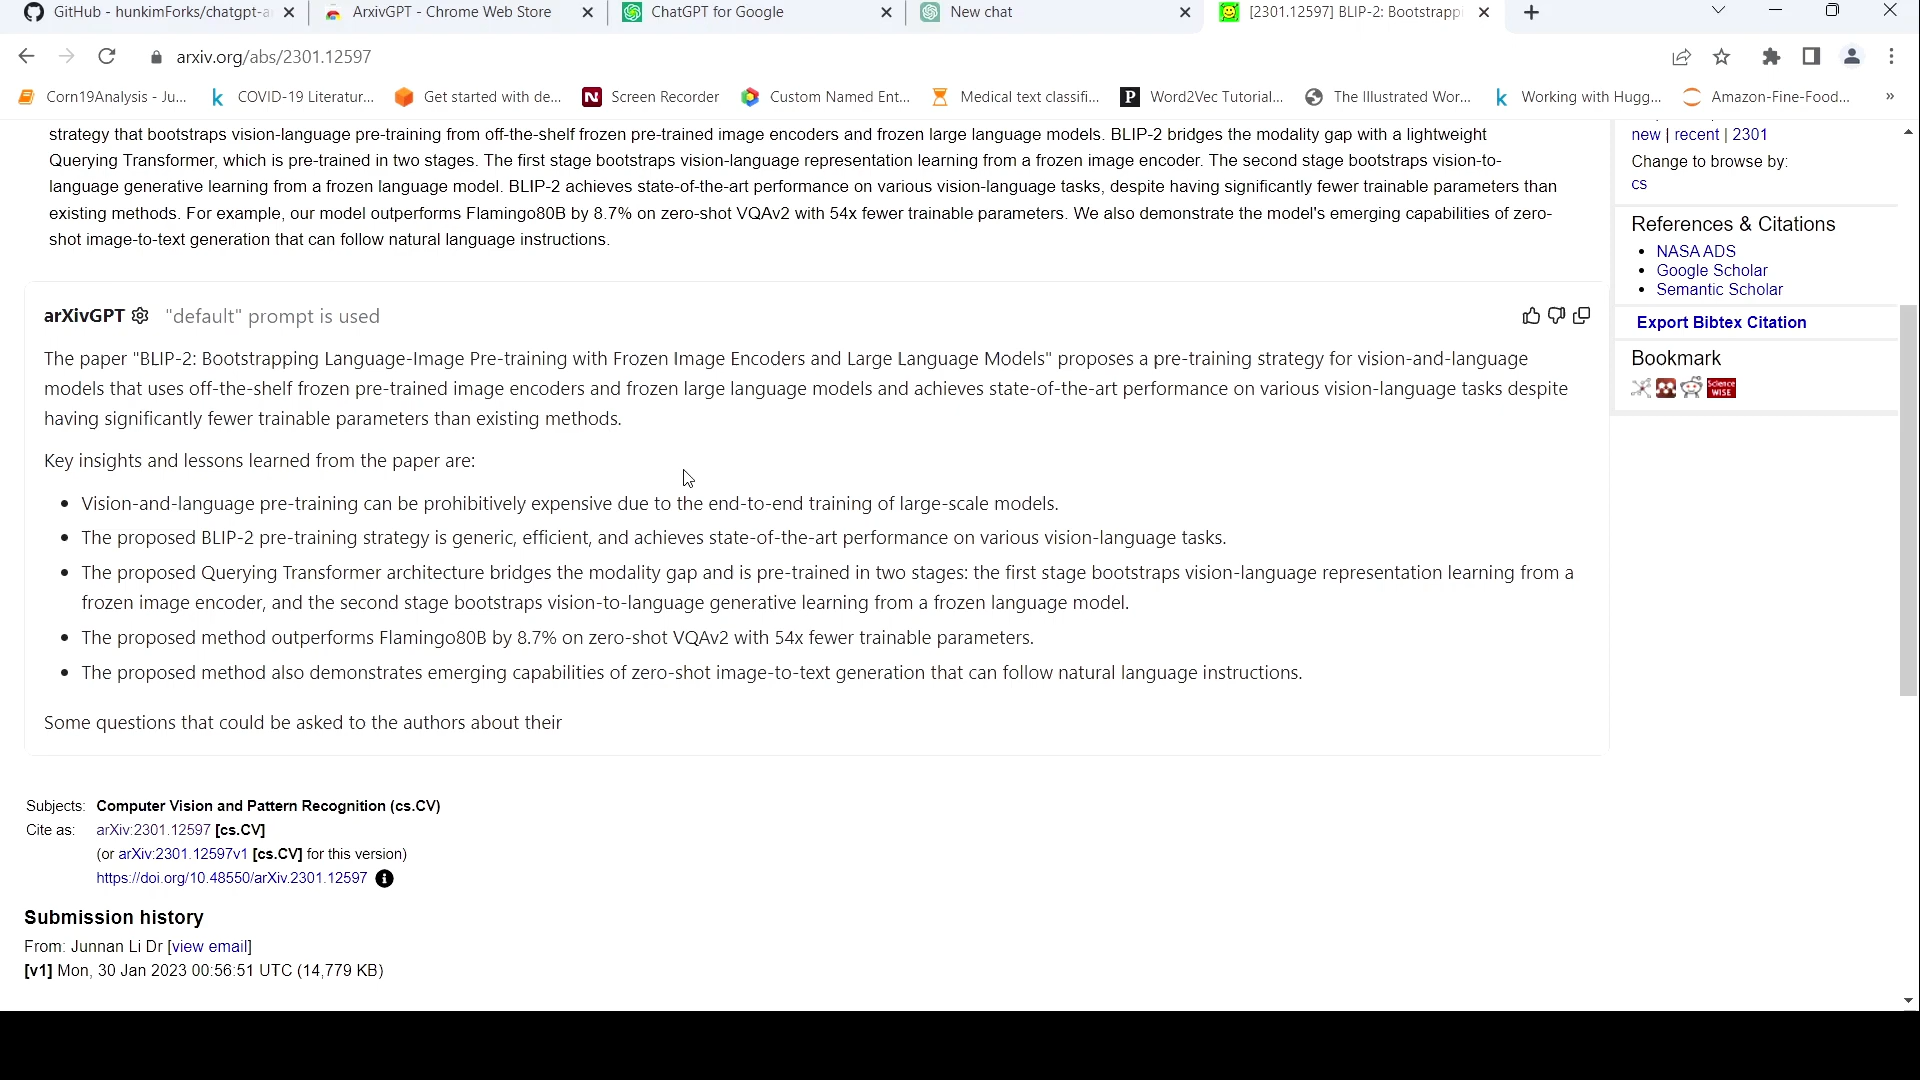 GitHub - hunkimForks/chatgpt-a
ArxivGPT - Chrome Web Store
ChatGPT for Google
New chat
[2301.12597] BLIP-2: Bootstrapp
arxiv.org/abs/2301.12597
Corn19Analysis - Ju...
COVID-19 Literatur...
Get started with de...
Screen Recorder
Custom Named Ent...
Medical text classifi...
Word2Vec Tutorial...
The Illustrated Wor...
Working with Hugg...
Amazon-Fine-Food...
»
strategy that bootstraps vision-language pre-training from off-the-shelf frozen pre-trained image encoders and frozen large language models. BLIP-2 bridges the modality gap with a lightweight
Querying Transformer, which is pre-trained in two stages. The first stage bootstraps vision-language representation learning from a frozen image encoder. The second stage bootstraps vision-to-
language generative learning from a frozen language model. BLIP-2 achieves state-of-the-art performance on various vision-language tasks, despite having significantly fewer trainable parameters than
existing methods. For example, our model outperforms Flamingo80B by 8.7% on zero-shot VQAv2 with 54x fewer trainable parameters. We also demonstrate the model's emerging capabilities of zero-
shot image-to-text generation that can follow natural language instructions.
new | recent | 2301
Change to browse by:
cs
References & Citations
• NASA ADS
• Google Scholar
• Semantic Scholar
Export Bibtex Citation
Bookmark
Science
WISE
arXivGPT "default" prompt is used
The paper "BLIP-2: Bootstrapping Language-Image Pre-training with Frozen Image Encoders and Large Language Models" proposes a pre-training strategy for vision-and-language
models that uses off-the-shelf frozen pre-trained image encoders and frozen large language models and achieves state-of-the-art performance on various vision-language tasks despite
having significantly fewer trainable parameters than existing methods.
Key insights and lessons learned from the paper are:
• Vision-and-language pre-training can be prohibitively expensive due to the end-to-end training of large-scale models.
• The proposed BLIP-2 pre-training strategy is generic, efficient, and achieves state-of-the-art performance on various vision-language tasks.
• The proposed Querying Transformer architecture bridges the modality gap and is pre-trained in two stages: the first stage bootstraps vision-language representation learning from a
frozen image encoder, and the second stage bootstraps vision-to-language generative learning from a frozen language model.
• The proposed method outperforms Flamingo80B by 8.7% on zero-shot VQAv2 with 54x fewer trainable parameters.
• The proposed method also demonstrates emerging capabilities of zero-shot image-to-text generation that can follow natural language instructions.
Some questions that could be asked to the authors about their
Subjects: Computer Vision and Pattern Recognition (cs.CV)
Cite as: arXiv:2301.12597 [cs.CV]
(or arXiv:2301.12597v1 [cs.CV] for this version)
https://doi.org/10.48550/arXiv.2301.12597
Submission history
From: Junnan Li Dr [view email]
[v1] Mon, 30 Jan 2023 00:56:51 UTC (14,779 KB)